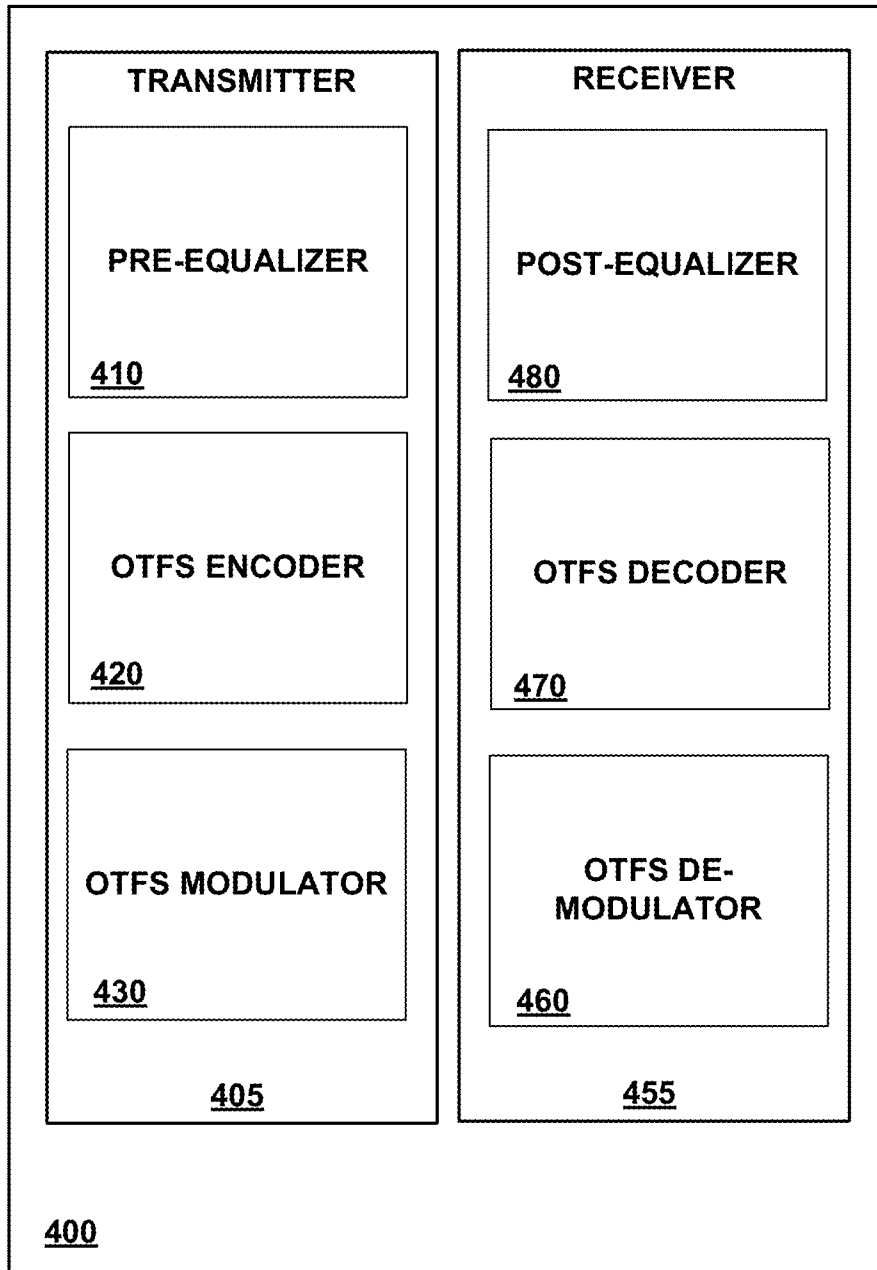 TRANSMITTER
PRE-EQUALIZER
410
OTFS ENCODER
420
OTFS MODULATOR
430
405
RECEIVER
POST-EQUALIZER
480
OTFS DECODER
470
OTFS DE-
MODULATOR
460
455
400